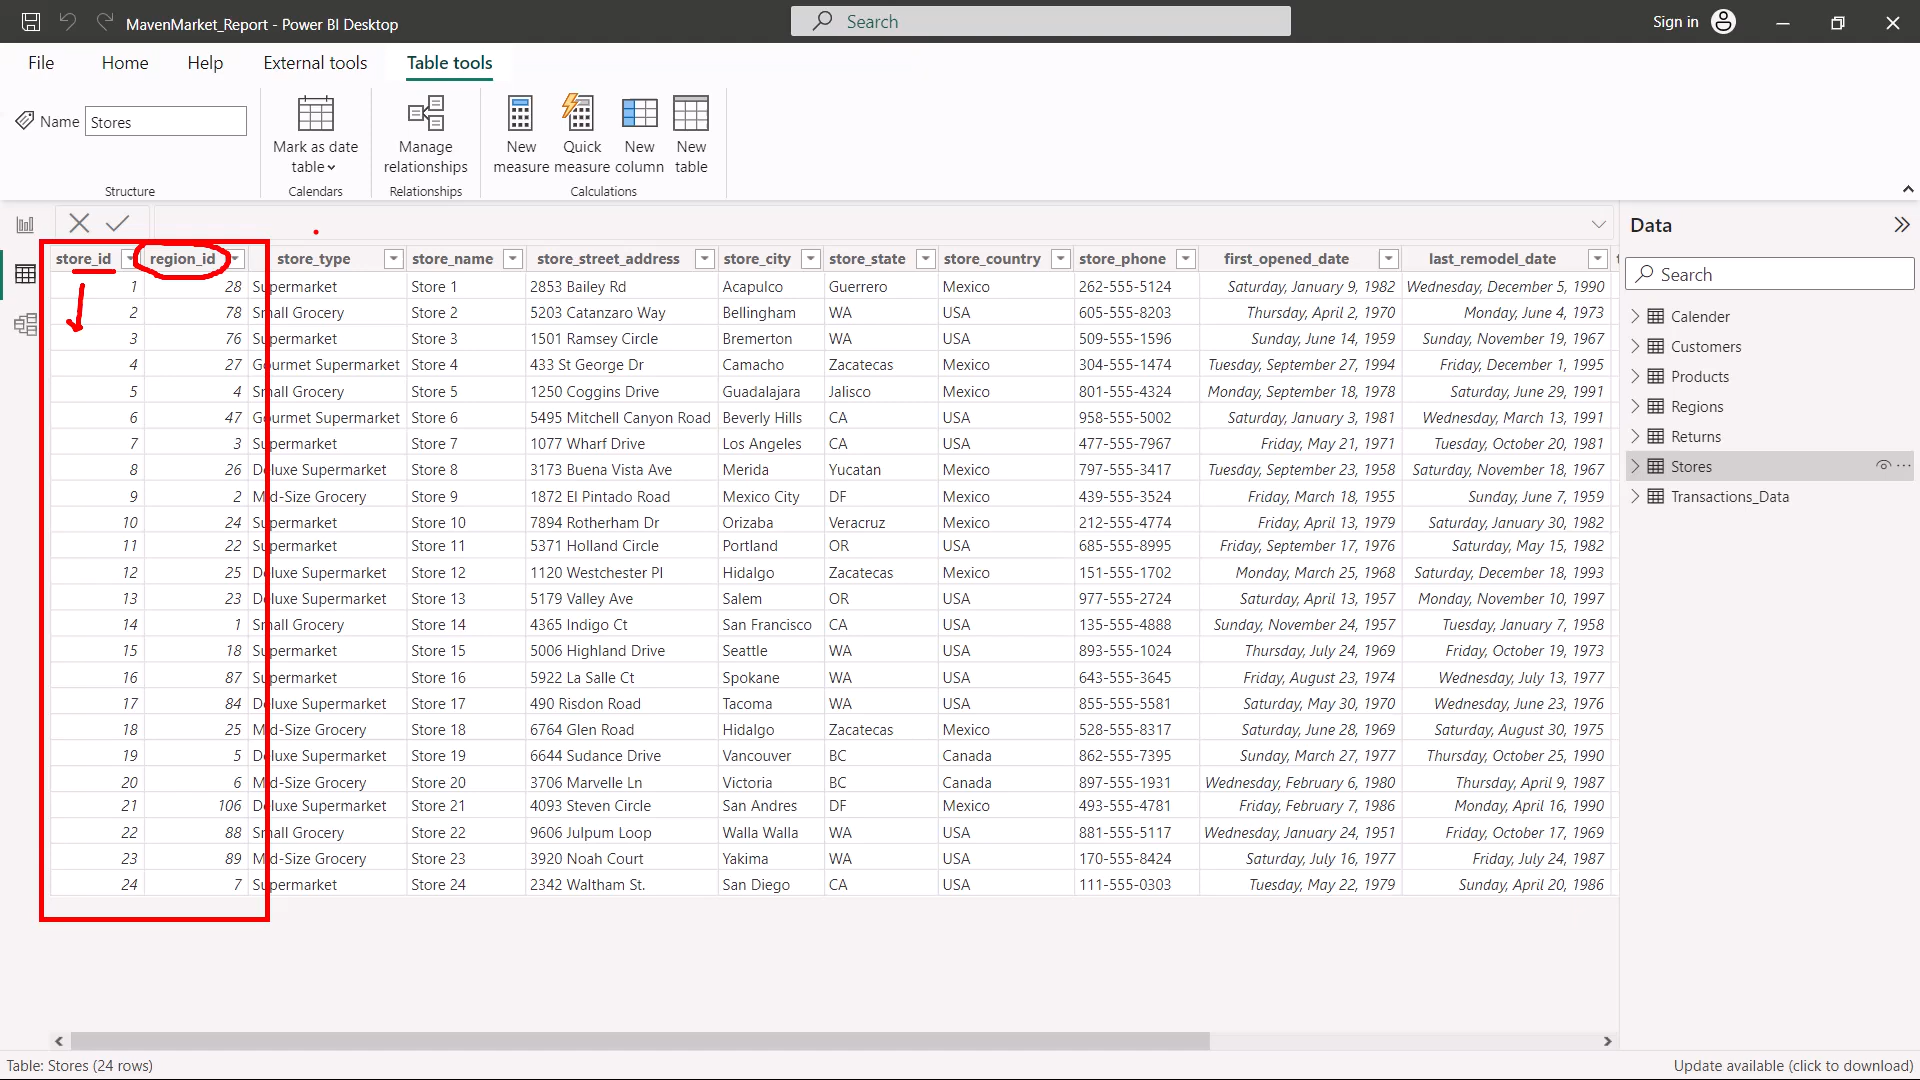 MavenMarket_Report - Power BI Desktop
Search
Sign in
File Home Help External tools Table tools
Name Stores
Mark as date table
Manage relationships
New measure
Quick measure
New column
New table
Structure Calendars Relationships Calculations
store_id region_id store_type store_name store_street_address store_city store_state store_country store_phone first_opened_date last_remodel_date
1 28 Supermarket Store 1 2853 Bailey Rd Acapulco Guerrero Mexico 262-555-5124 Saturday, January 9, 1982 Wednesday, December 5, 1990
2 78 Small Grocery Store 2 5203 Catanzaro Way Bellingham WA USA 605-555-8203 Thursday, April 2, 1970 Monday, June 4, 1973
3 76 Supermarket Store 3 1501 Ramsey Circle Bremerton WA USA 509-555-1596 Sunday, June 14, 1959 Sunday, November 19, 1967
4 27 Gourmet Supermarket Store 4 433 St George Dr Camacho Zacatecas Mexico 304-555-1474 Tuesday, September 27, 1994 Friday, December 1, 1995
5 4 Small Grocery Store 5 1250 Coggins Drive Guadalajara Jalisco Mexico 801-555-4324 Monday, September 18, 1978 Saturday, June 29, 1991
6 47 Gourmet Supermarket Store 6 5495 Mitchell Canyon Road Beverly Hills CA USA 958-555-5002 Saturday, January 3, 1981 Wednesday, March 13, 1991
7 3 Supermarket Store 7 1077 Wharf Drive Los Angeles CA USA 477-555-7967 Friday, May 21, 1971 Tuesday, October 20, 1981
8 26 Deluxe Supermarket Store 8 3173 Buena Vista Ave Merida Yucatan Mexico 797-555-3417 Tuesday, September 23, 1958 Saturday, November 18, 1967
9 2 Mid-Size Grocery Store 9 1872 El Pintado Road Mexico City DF Mexico 439-555-3524 Friday, March 18, 1955 Sunday, June 7, 1959
10 24 Supermarket Store 10 7894 Rotherham Dr Orizaba Veracruz Mexico 212-555-4774 Friday, April 13, 1979 Saturday, January 30, 1982
11 22 Supermarket Store 11 5371 Holland Circle Portland OR USA 685-555-8995 Friday, September 17, 1976 Saturday, May 15, 1982
12 25 Deluxe Supermarket Store 12 1120 Westchester Pl Hidalgo Zacatecas Mexico 151-555-1702 Monday, March 25, 1968 Saturday, December 18, 1993
13 23 Deluxe Supermarket Store 13 5179 Valley Ave Salem OR USA 977-555-2724 Saturday, April 13, 1957 Monday, November 10, 1997
14 1 Small Grocery Store 14 4365 Indigo Ct San Francisco CA USA 135-555-4888 Sunday, November 24, 1957 Tuesday, January 7, 1958
15 18 Supermarket Store 15 5006 Highland Drive Seattle WA USA 893-555-1024 Thursday, July 24, 1969 Friday, October 19, 1973
16 87 Supermarket Store 16 5922 La Salle Ct Spokane WA USA 643-555-3645 Friday, August 23, 1974 Wednesday, July 13, 1977
17 84 Deluxe Supermarket Store 17 490 Risdon Road Tacoma WA USA 855-555-5581 Saturday, May 30, 1970 Wednesday, June 23, 1976
18 25 Mid-Size Grocery Store 18 6764 Glen Road Hidalgo Zacatecas Mexico 528-555-8317 Saturday, June 28, 1969 Saturday, August 30, 1975
19 5 Deluxe Supermarket Store 19 6644 Sudance Drive Vancouver BC Canada 862-555-7395 Sunday, March 27, 1977 Thursday, October 25, 1990
20 6 Mid-Size Grocery Store 20 3706 Marvelle Ln Victoria BC Canada 897-555-1931 Wednesday, February 6, 1980 Thursday, April 9, 1987
21 106 Deluxe Supermarket Store 21 4093 Steven Circle San Andres DF Mexico 493-555-4781 Friday, February 7, 1986 Monday, April 16, 1990
22 88 Small Grocery Store 22 9606 Julpum Loop Walla Walla WA USA 881-555-5117 Wednesday, January 24, 1951 Friday, October 17, 1969
23 89 Mid-Size Grocery Store 23 3920 Noah Court Yakima WA USA 170-555-8424 Saturday, July 16, 1977 Friday, July 24, 1987
24 7 Supermarket Store 24 2342 Waltham St. San Diego CA USA 111-555-0303 Tuesday, May 22, 1979 Sunday, April 20, 1986
Data
Search
Calender
Customers
Products
Regions
Returns
Stores
Transactions_Data
Table: Stores (24 rows)
Update available (click to download)